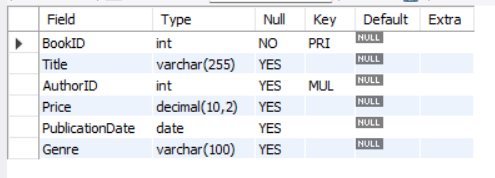 Field Type Null Key Default Extra
BookID int NO PRI NULL
Title varchar(255) YES NULL
AuthorID int YES MUL NULL
Price decimal(10,2) YES NULL
PublicationDate date YES NULL
Genre varchar(100) YES NULL